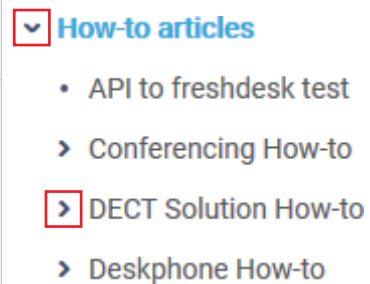 How-to articles
API to freshdesk test
Conferencing How-to
DECT Solution How-to
Deskphone How-to